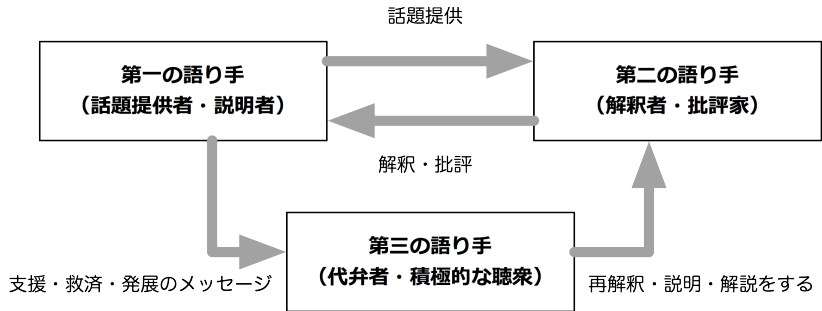 話題提供
第一の語り手
（話題提供者・説明者）
第二の語り手
（解釈者・批評家）
解釈・批評
第三の語り手
（代弁者・積極的な聴衆）
支援・救済・発展のメッセージ
再解釈・説明・解説をする